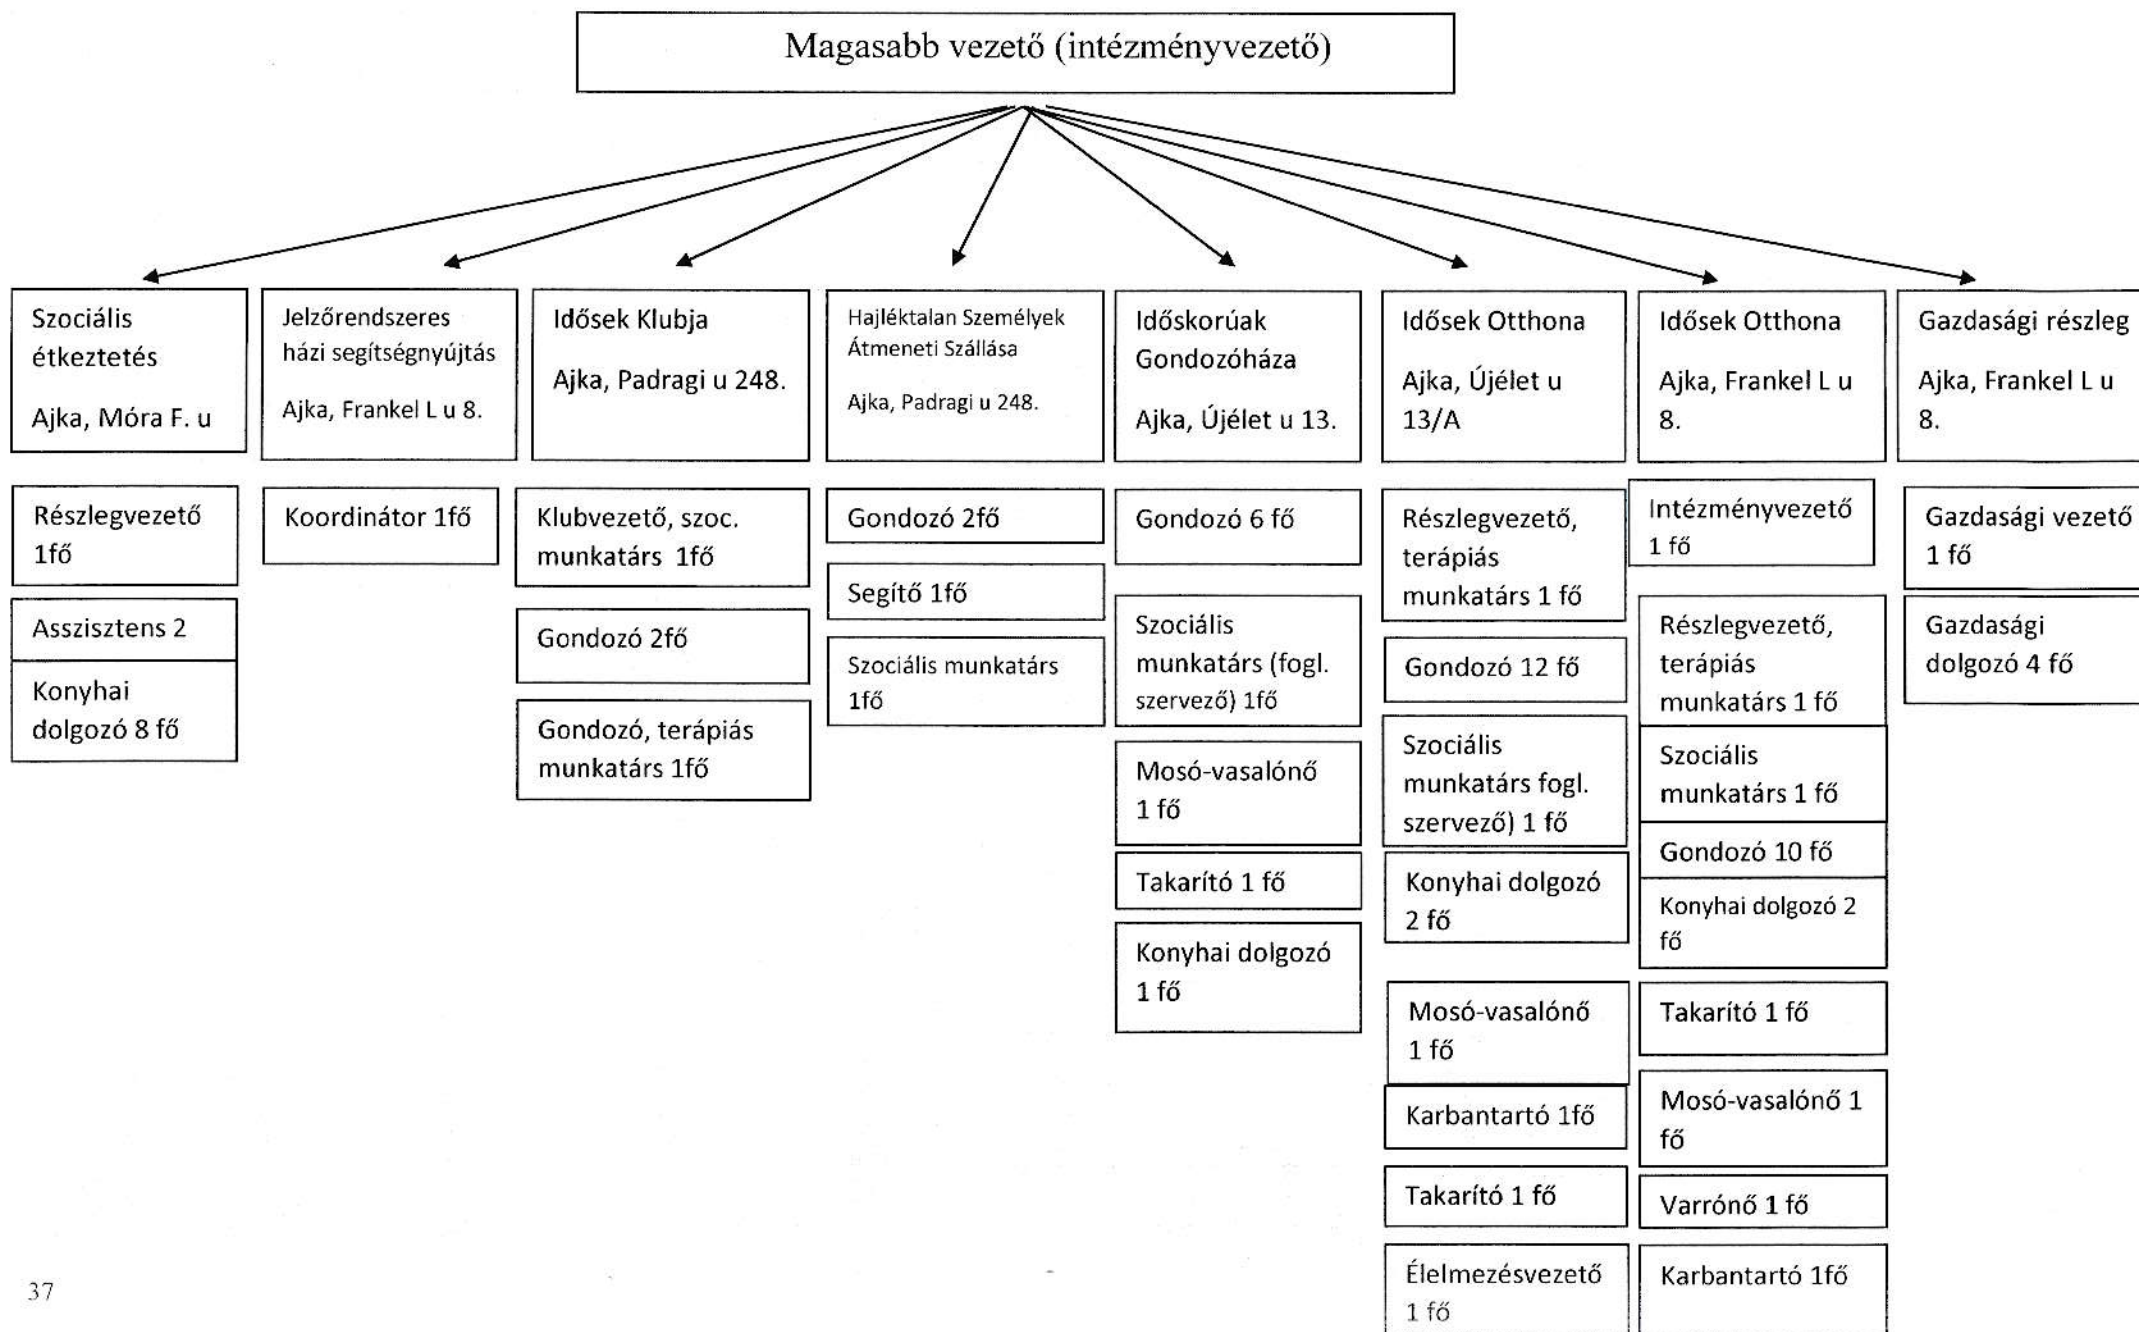 Magasabb vezető (intézményvezető)
Szociális
étkeztetés
Ajka, Móra F. u
Részlegvezető
1fő
Asszisztens 2
Konyhai
dolgozó 8 fő
Jelzőrendszeres
házi segítségnyújtás
Ajka, Frankel L u 8.
Koordinátor 1fő
Idősek Klubja
Ajka, Padragi u 248.
Klubvezető, szoc.
munkatárs 1fő
Gondozó 2fő
Gondozó, terápiás
munkatárs 1fő
Hajléktalan Személyek
Átmeneti Szállása
Ajka, Padragi u 248.
Gondozó 2fő
Segítő 1fő
Szociális munkatárs
1fő
Időskorúak
Gondozóháza
Ajka, Újélet u 13.
Gondozó 6 fő
Szociális
munkatárs (fogl.
szervező) 1fő
Mosó-vasalónő
1 fő
Takarító 1 fő
Konyhai dolgozó
1 fő
Idősek Otthona
Ajka, Újélet u
13/A
Részlegvezető,
terápiás
munkatárs 1 fő
Gondozó 12 fő
Szociális
munkatárs fogl.
szervező) 1 fő
Konyhai dolgozó
2 fő
Mosó-vasalónő
1 fő
Karbantartó 1fő
Takarító 1 fő
Élelmezésvezető
1 fő
Idősek Otthona
Ajka, Frankel L u
8.
Intézményvezető
1 fő
Részlegvezető,
terápiás
munkatárs 1 fő
Szociális
munkatárs 1 fő
Gondozó 10 fő
Konyhai dolgozó 2
fő
Takarító 1 fő
Mosó-vasalónő 1
fő
Varrónő 1 fő
Karbantartó 1fő
Gazdasági részleg
Ajka, Frankel L u
8.
Gazdasági vezető
1 fő
Gazdasági
dolgozó 4 fő
37